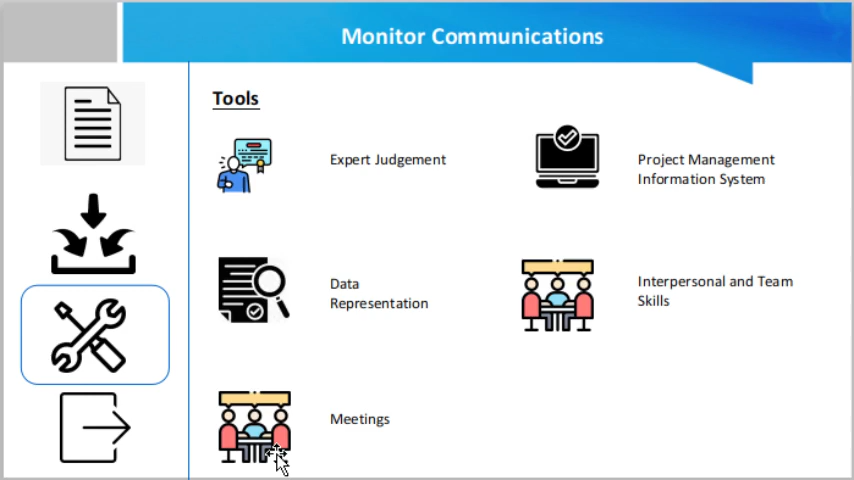 Monitor Communications
Tools
Expert Judgement
Project Management
Information System
Data
Representation
Interpersonal and Team
Skills
Meetings